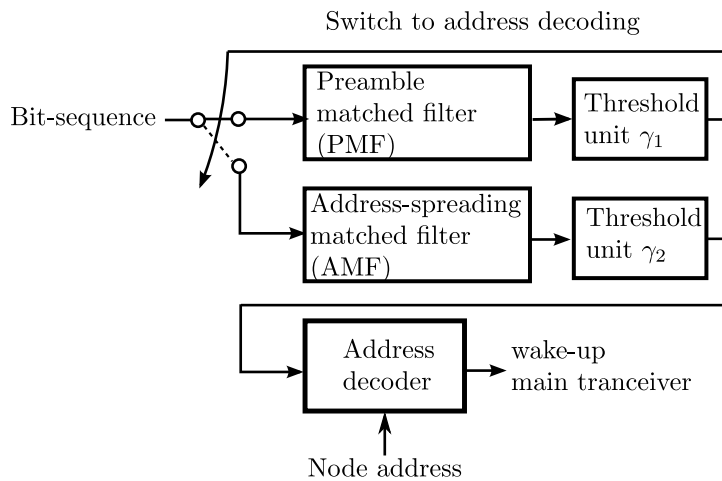 Switch to address decoding
Bit-sequence
Preamble
matched filter
(PMF)
Threshold
unit γ1
Address-spreading
matched filter
(AMF)
Threshold
unit γ2
Address
decoder
wake-up
main tranceiver
Node address